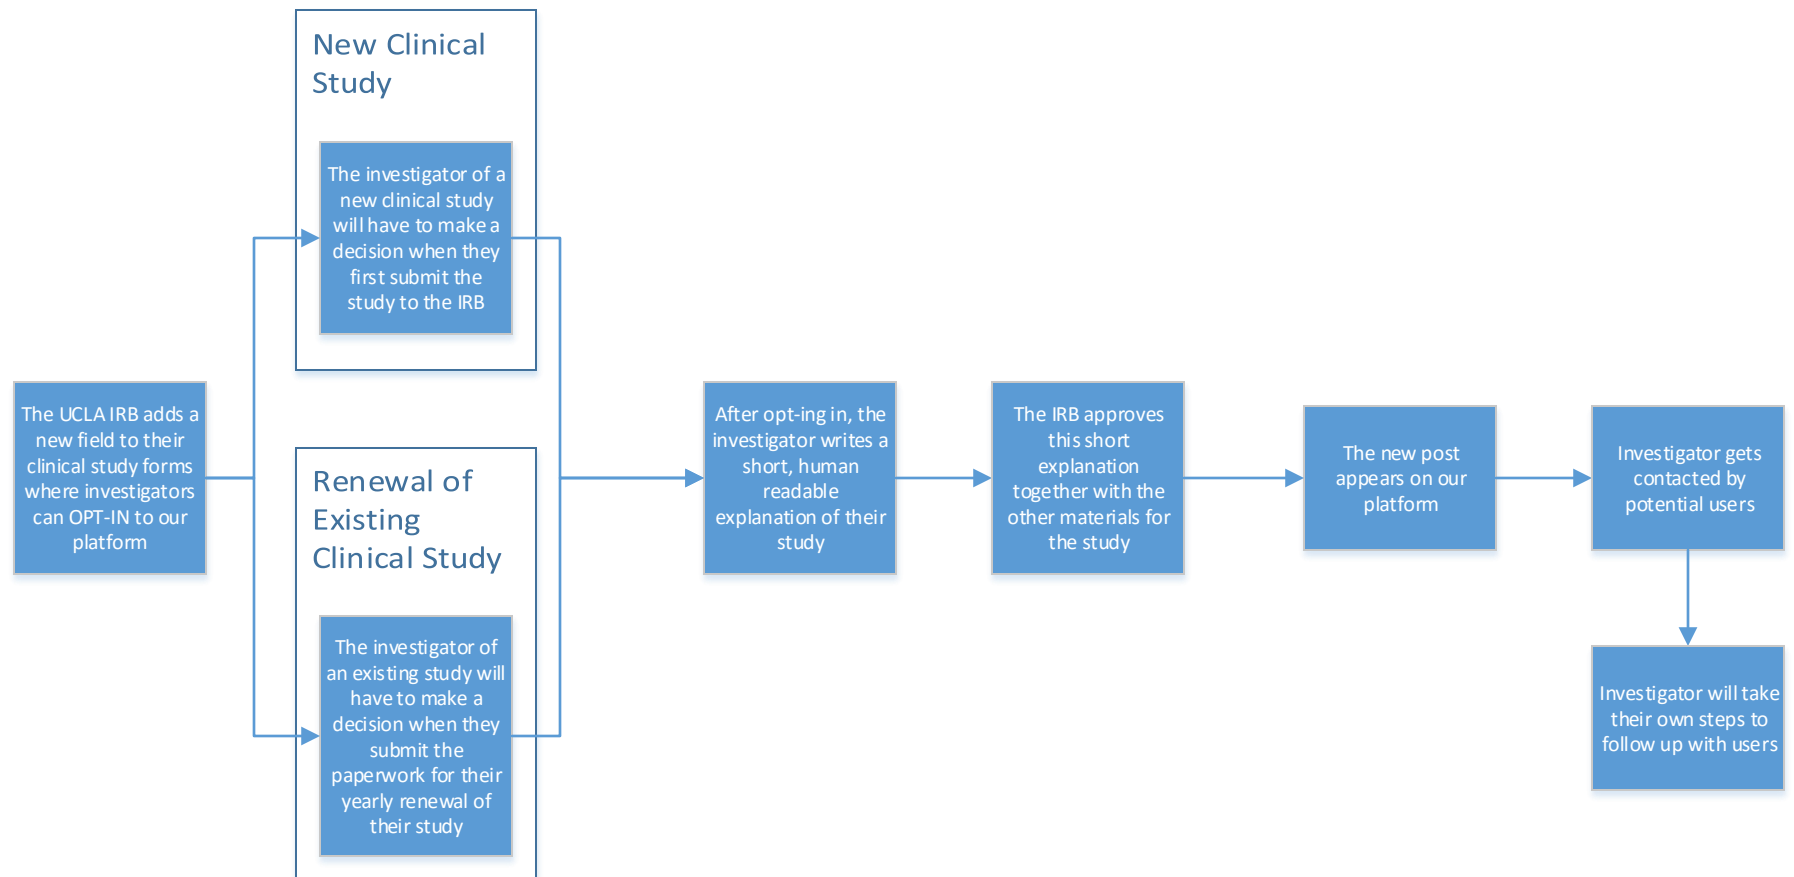 New Clinical
Study
The investigator of a
new clinical study
will have to make a
decision when they
first submit the
study to the IRB
The UCLA IRB adds a
new field to their
clinical study forms
where investigators
can OPT-IN to our
platform
Renewal of
Existing
Clinical Study
The investigator of
an existing study will
have to make a
decision when they
submit the
paperwork for their
yearly renewal of
their study
After opt-ing in, the
investigator writes a
short, human
readable
explanation of their
study
The IRB approves
this short
explanation
together with the
other materials for
the study
The new post
appears on our
platform
Investigator gets
contacted by
potential users
Investigator will take
their own steps to
follow up with users